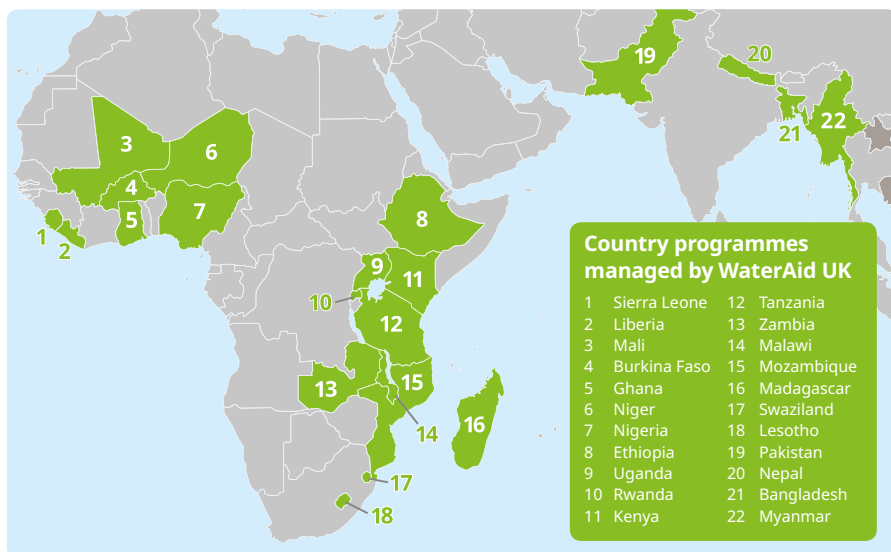 19
20
3
6
22
21
4
7
5
8
1
2
9
11
10
12
13
15
14
16
17
18
Country programmes
managed by WaterAid UK
1 Sierra Leone
2 Liberia
3 Mali
4 Burkina Faso
5 Ghana
6 Niger
7 Nigeria
8 Ethiopia
9 Uganda
10 Rwanda
11 Kenya
12 Tanzania
13 Zambia
14 Malawi
15 Mozambique
16 Madagascar
17 Swaziland
18 Lesotho
19 Pakistan
20 Nepal
21 Bangladesh
22 Myanmar